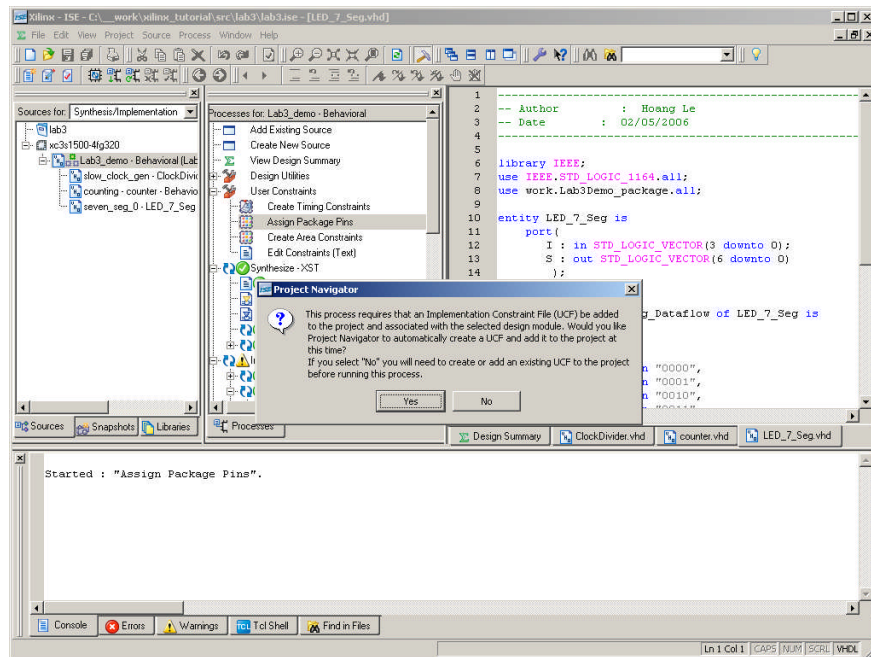 Xilinx - ISE - C:\__work\xilinx_tutorial\src\lab3\lab3.ise - [LED_7_Seg.vhd]
File Edit View Project Source Process Window Help
Sources for: Synthesis/Implementation
lab3
xc3s1500-4fg320
Lab3_demo - Behavioral (Lab
slow_clock_gen - ClockDivi
counting - counter - Behavio
seven_seg_0 - LED_7_Seg
Sources
Snapshots
Libraries
Processes for: Lab3_demo - Behavioral
Add Existing Source
Create New Source
View Design Summary
Design Utilities
User Constraints
Create Timing Constraints
Assign Package Pins
Create Area Constraints
Edit Constraints (Text)
Synthesize - XST
Processes
1 ----------------------------------------------------
2 -- Author : Hoang Le
3 -- Date : 02/05/2006
4 ----------------------------------------------------
5
6 library IEEE;
7 use IEEE.STD_LOGIC_1164.all;
8 use work.Lab3Demo_package.all;
9
10 entity LED_7_Seg is
11 port(
12 I : in STD_LOGIC_VECTOR(3 downto 0);
13 S : out STD_LOGIC_VECTOR(6 downto 0)
14 );
g_Dataflow of LED_7_Seg is
n "0000",
n "0001",
n "0010",
Design Summary
ClockDivider.vhd
counter.vhd
LED_7_Seg.vhd
Project Navigator
This process requires that an Implementation Constraint File (UCF) be added
to the project and associated with the selected design module. Would you like
Project Navigator to automatically create a UCF and add it to the project at
this time?
If you select "No" you will need to create or add an existing UCF to the project
before running this process.
Yes
No
Started : "Assign Package Pins".
Console
Errors
Warnings
TCL
Tcl Shell
Find in Files
Ln 1 Col 1
CAPS
NUM
SCRL
VHDL